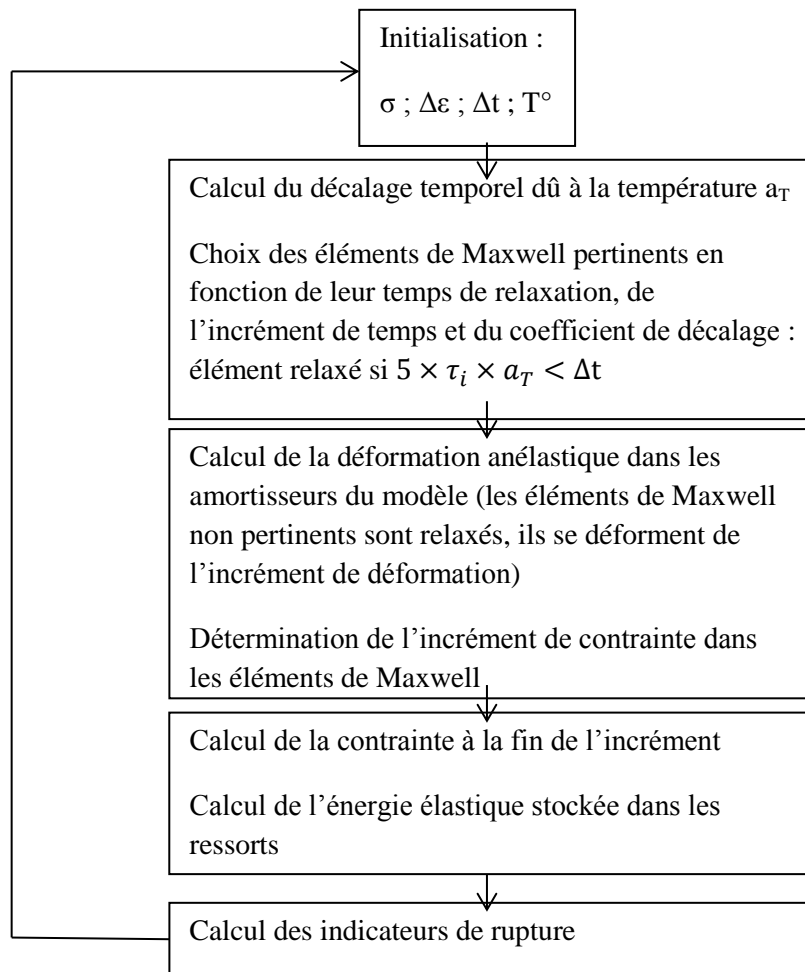 Initialisation :
σ ; Δε ; Δt ; T°
Calcul du décalage temporel dû à la température a_T
Choix des éléments de Maxwell pertinents en
fonction de leur temps de relaxation, de
l’incrément de temps et du coefficient de décalage :
élément relaxé si 5 × τ_i × a_T < Δt
Calcul de la déformation anélastique dans les
amortisseurs du modèle (les éléments de Maxwell
non pertinents sont relaxés, ils se déforment de
l’incrément de déformation)
Détermination de l’incrément de contrainte dans
les éléments de Maxwell
Calcul de la contrainte à la fin de l’incrément
Calcul de l’énergie élastique stockée dans les
ressorts
Calcul des indicateurs de rupture